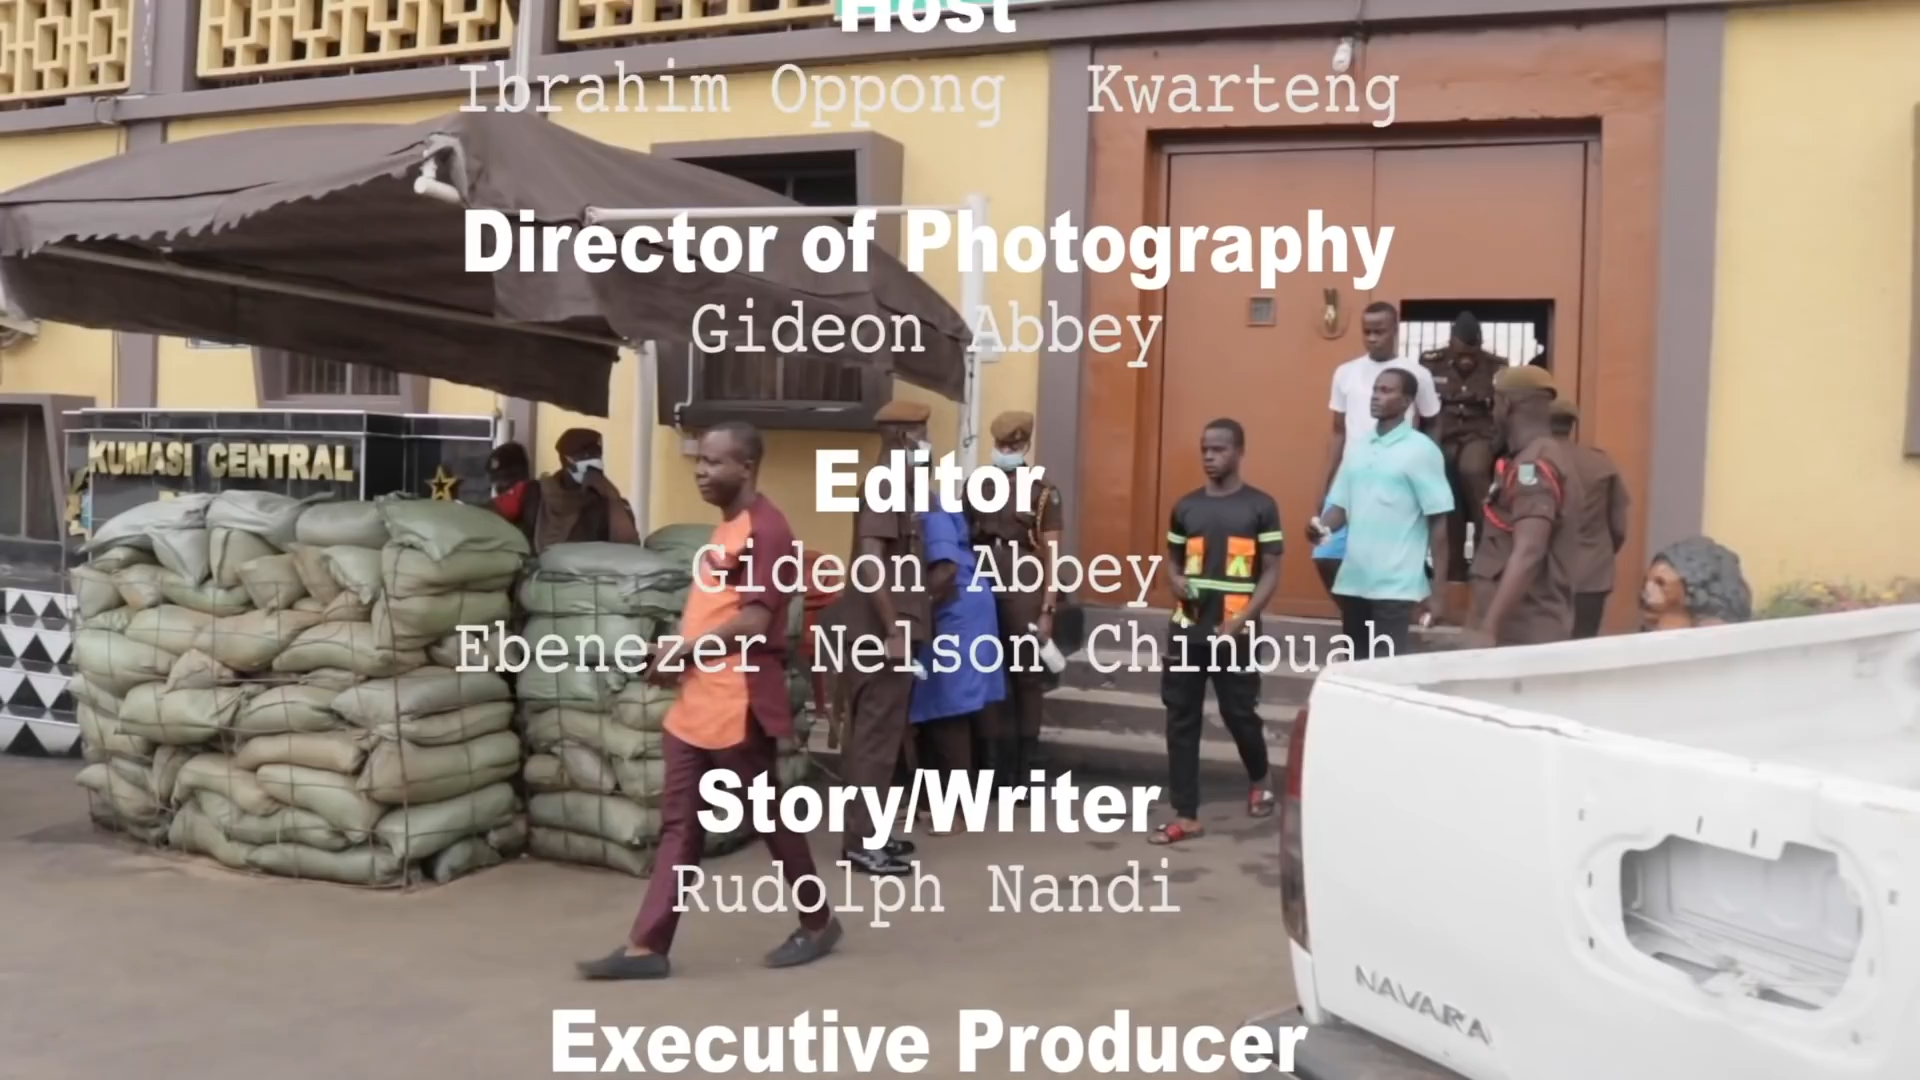 Host
Ibrahim Oppong Kwarteng
Director of Photography
Gideon Abbey
KUMASI CENTRAL
Editor
Gideon Abbey
Ebenezer Nelson Chinbuah
Story/Writer
Rudolph Nandi
NAVARA
Executive Producer